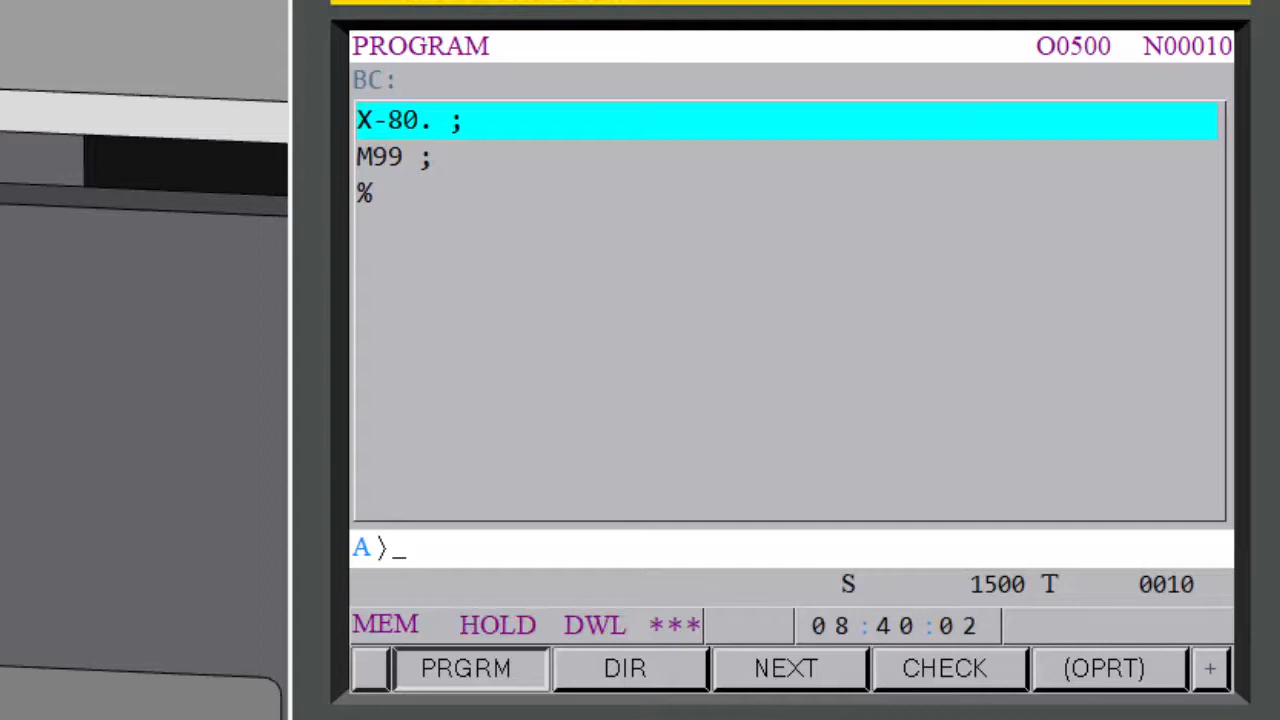 PROGRAM O0500 N00010
BC:
X-80. ;
M99 ;
%
A >_
S 1500 T 0010
MEM HOLD DWL *** 08:40:02
PRGRM DIR NEXT CHECK (OPRT) +